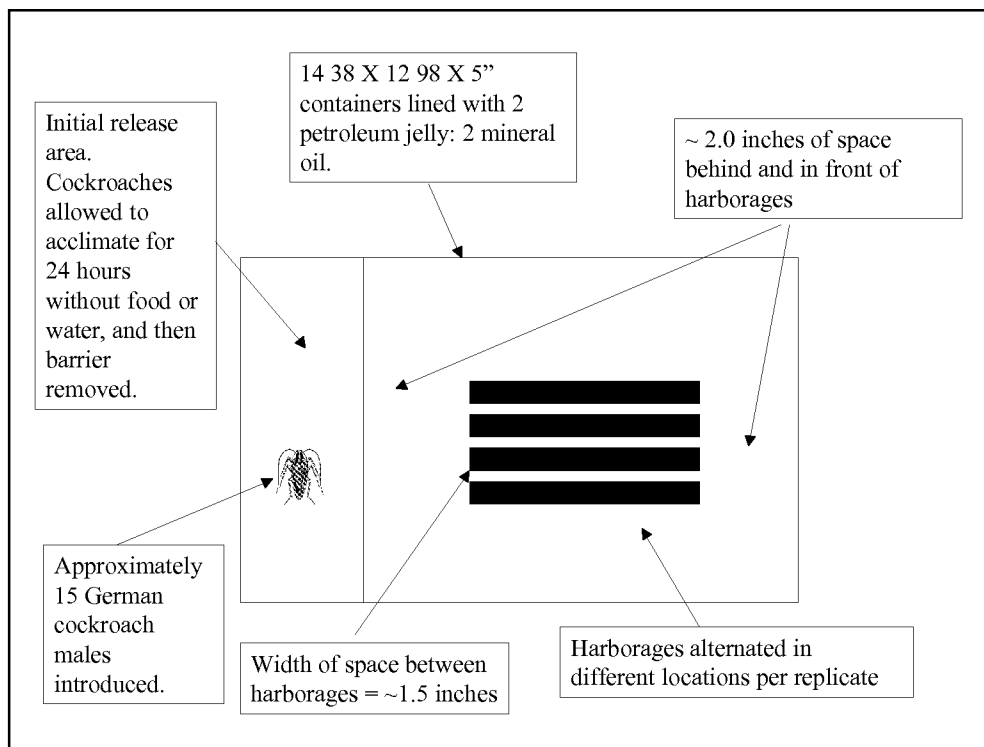 14 38 X 12 98 X 5”
containers lined with 2
petroleum jelly: 2 mineral
oil.
Initial release
area.
Cockroaches
allowed to
acclimate for
24 hours
without food or
water, and then
barrier
removed.
~ 2.0 inches of space
behind and in front of
harborages
Approximately
15 German
cockroach
males
introduced.
Width of space between
harborages = ~1.5 inches
Harborages alternated in
different locations per replicate